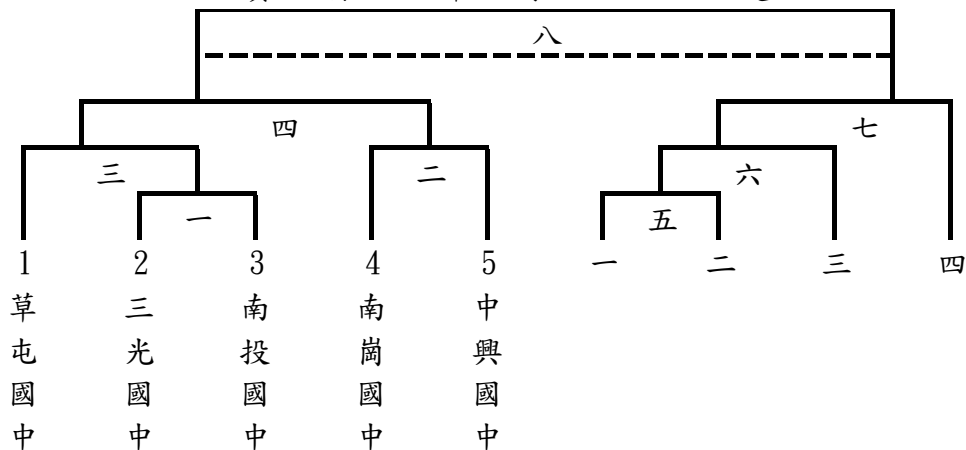 八
四
七
三
二
六
一
五
1 2 3 4 5 一 二 三 四
草屯國中
三光國中
南投國中
南崗國中
中興國中